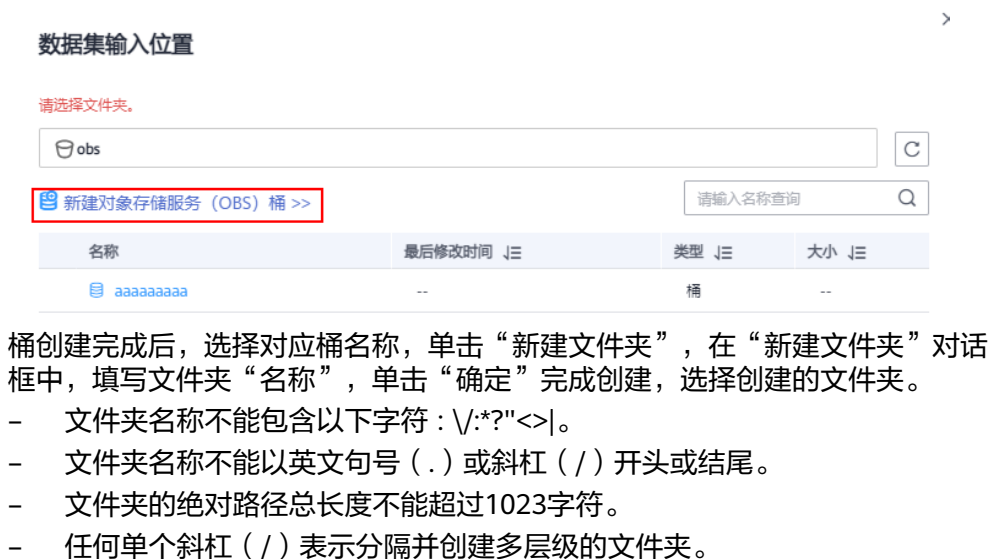 数据集输入位置
请选择文件夹。
obs
新建对象存储服务（OBS）桶 >>
请输入名称查询
名称 最后修改时间 类型 大小
aaaaaaaaa -- 桶 --
桶创建完成后，选择对应桶名称，单击“新建文件夹”，在“新建文件夹”对话
框中，填写文件夹“名称”，单击“确定”完成创建，选择创建的文件夹。
– 文件夹名称不能包含以下字符：\/:*?"<>|。
– 文件夹名称不能以英文句号（.）或斜杠（/）开头或结尾。
– 文件夹的绝对路径总长度不能超过1023字符。
– 任何单个斜杠（/）表示分隔并创建多层级的文件夹。